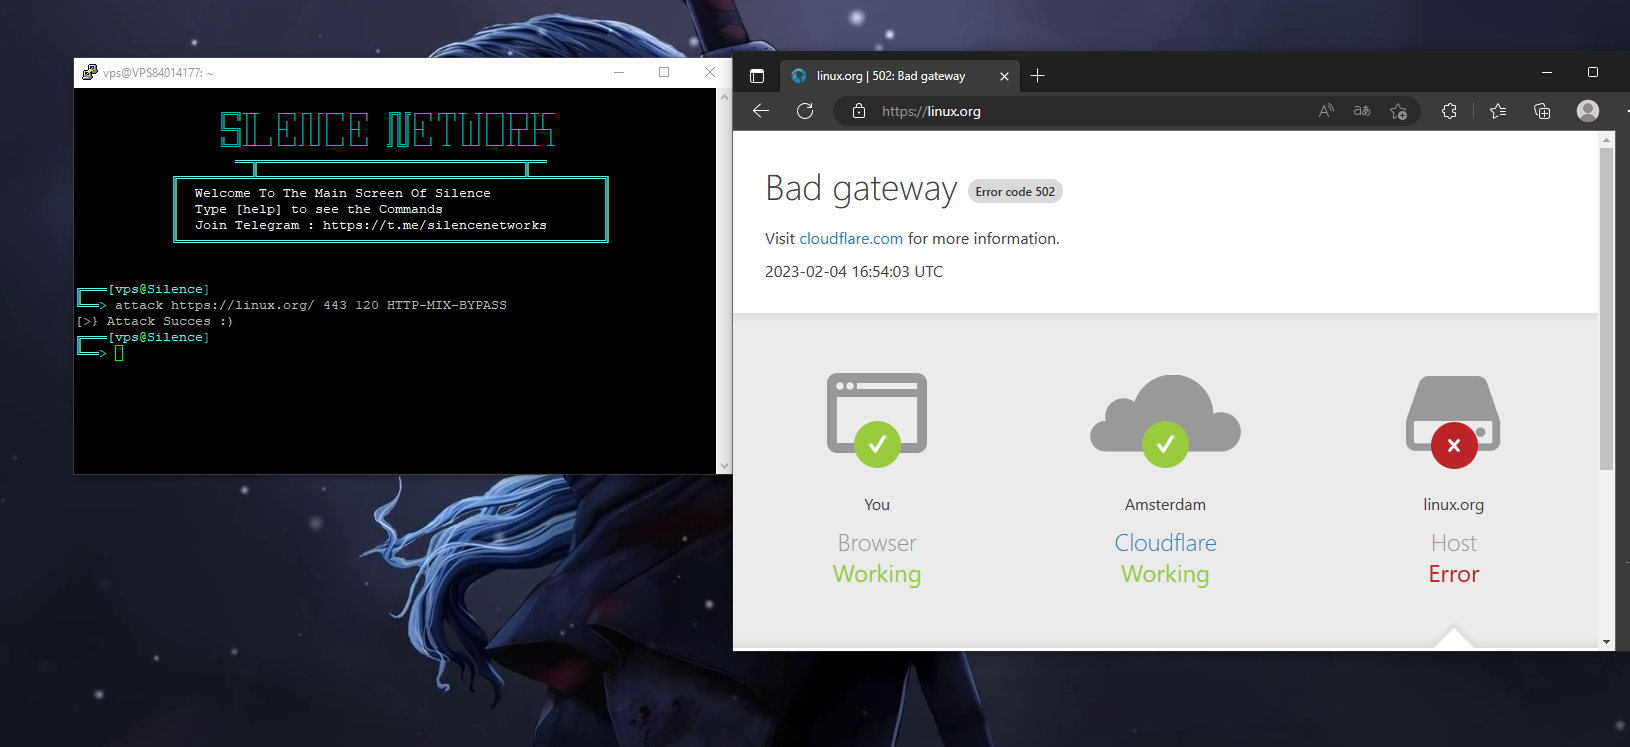 vps@VPS84014177: ~
SILENCE NETWORK
Welcome To The Main Screen Of Silence
Type [help] to see the Commands
Join Telegram : https://t.me/silencenetworks
[vps@Silence]
> attack https://linux.org/ 443 120 HTTP-MIX-BYPASS
[>} Attack Succes :)
[vps@Silence]
>
linux.org | 502: Bad gateway
https://linux.org
Bad gateway Error code 502
Visit cloudflare.com for more information.
2023-02-04 16:54:03 UTC
You
Browser
Working
Amsterdam
Cloudflare
Working
linux.org
Host
Error